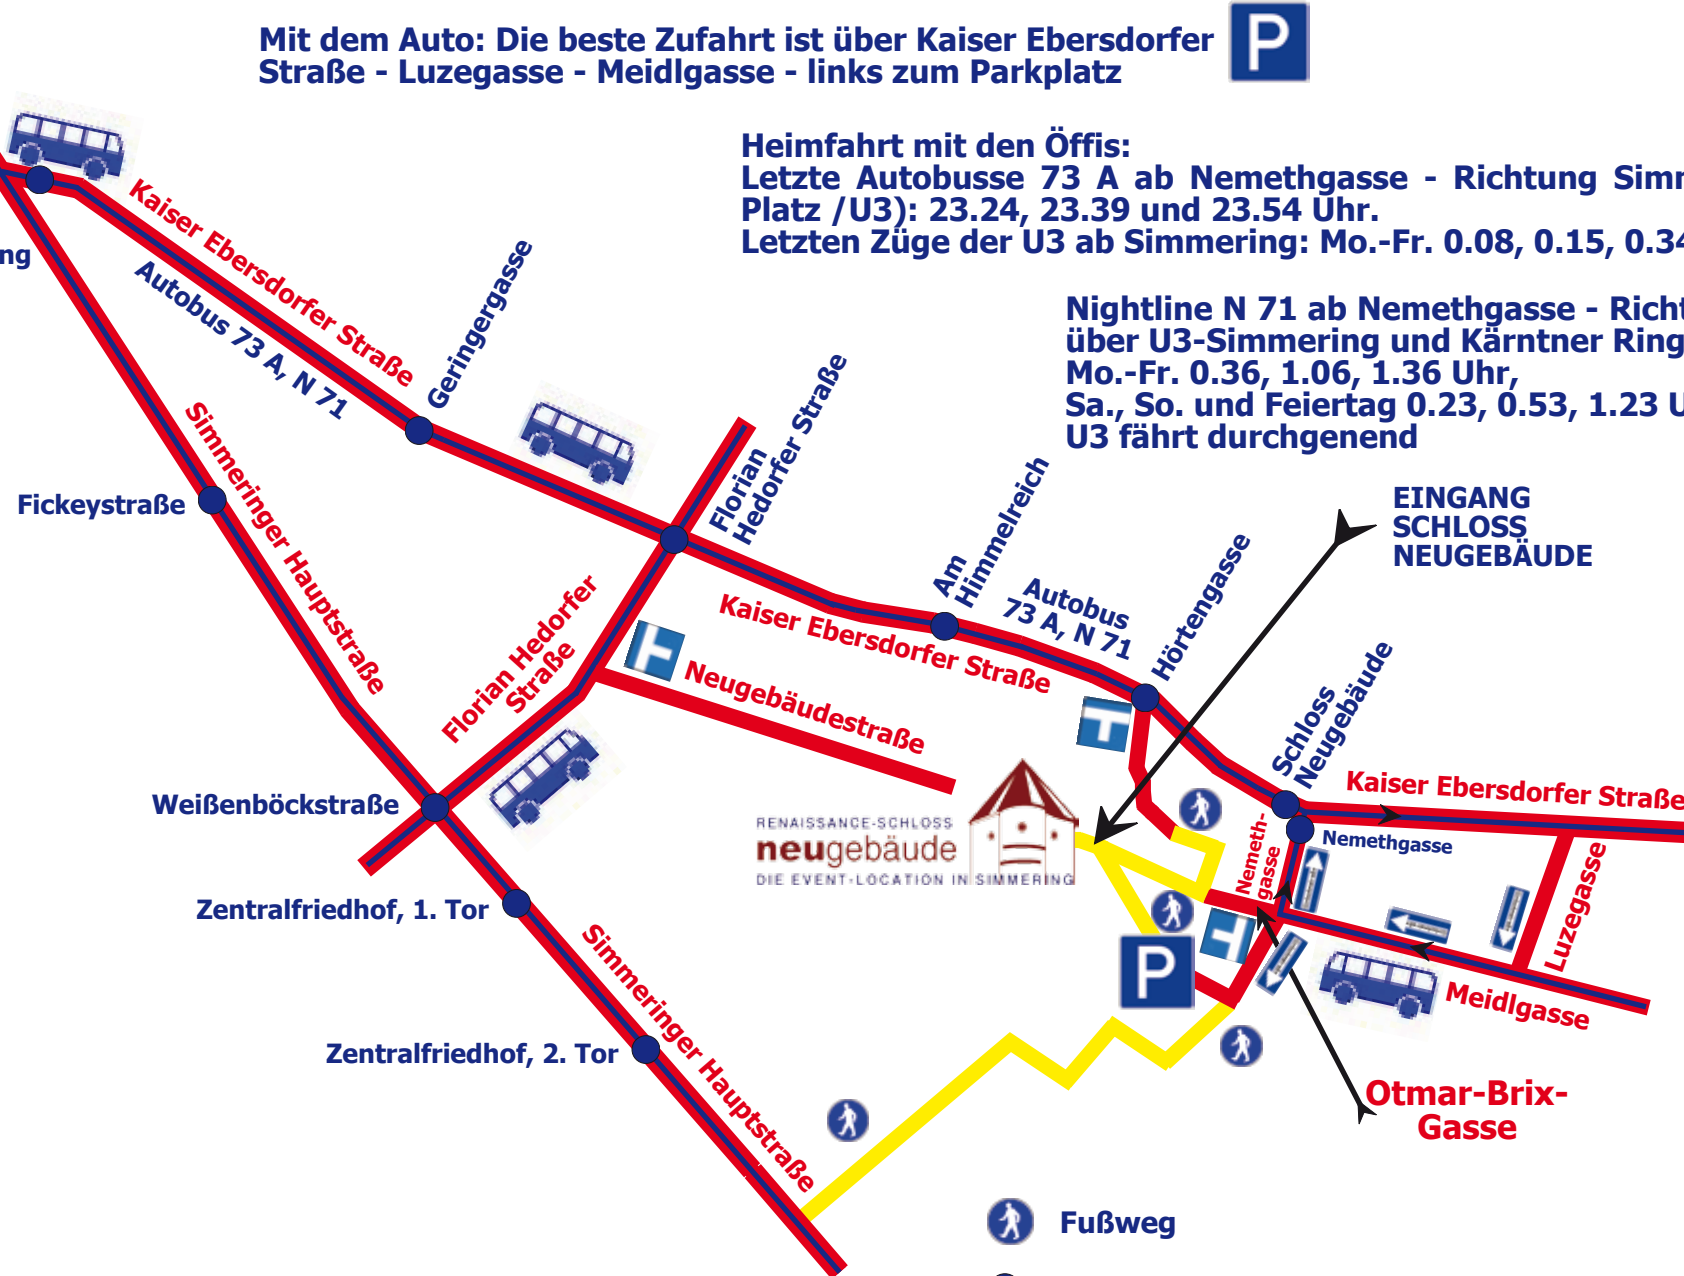 Mit dem Auto: Die beste Zufahrt ist über Kaiser Ebersdorfer
Straße - Luzegasse - Meidlgasse - links zum Parkplatz
P
Heimfahrt mit den Öffis:
Letzte Autobusse 73 A ab Nemethgasse - Richtung Simm
Platz /U3): 23.24, 23.39 und 23.54 Uhr.
Letzten Züge der U3 ab Simmering: Mo.-Fr. 0.08, 0.15, 0.34
Nightline N 71 ab Nemethgasse - Richt
über U3-Simmering und Kärntner Ring
Mo.-Fr. 0.36, 1.06, 1.36 Uhr,
Sa., So. und Feiertag 0.23, 0.53, 1.23 U
U3 fährt durchgenend
ng
Kaiser Ebersdorfer Straße
Autobus 73 A, N 71
Geringergasse
Simmeringer Hauptstraße
Fickeystraße
Florian
Hedorfer Straße
EINGANG
SCHLOSS
NEUGEBÄUDE
Am
Himmelreich
Autobus
73 A, N 71
Hörtengasse
Kaiser Ebersdorfer Straße
Florian Hedorfer
Straße
Neugebäudestraße
Schloss
Neugebäude
Kaiser Ebersdorfer Straße
Weißenböckstraße
RENAISSANCE-SCHLOSS
neugebäude
DIE EVENT-LOCATION IN SIMMERING
Nemeth-
gasse
Nemethgasse
Luzegasse
Zentralfriedhof, 1. Tor
P
Meidlgasse
Simmeringer Hauptstraße
Zentralfriedhof, 2. Tor
Otmar-Brix-
Gasse
Fußweg